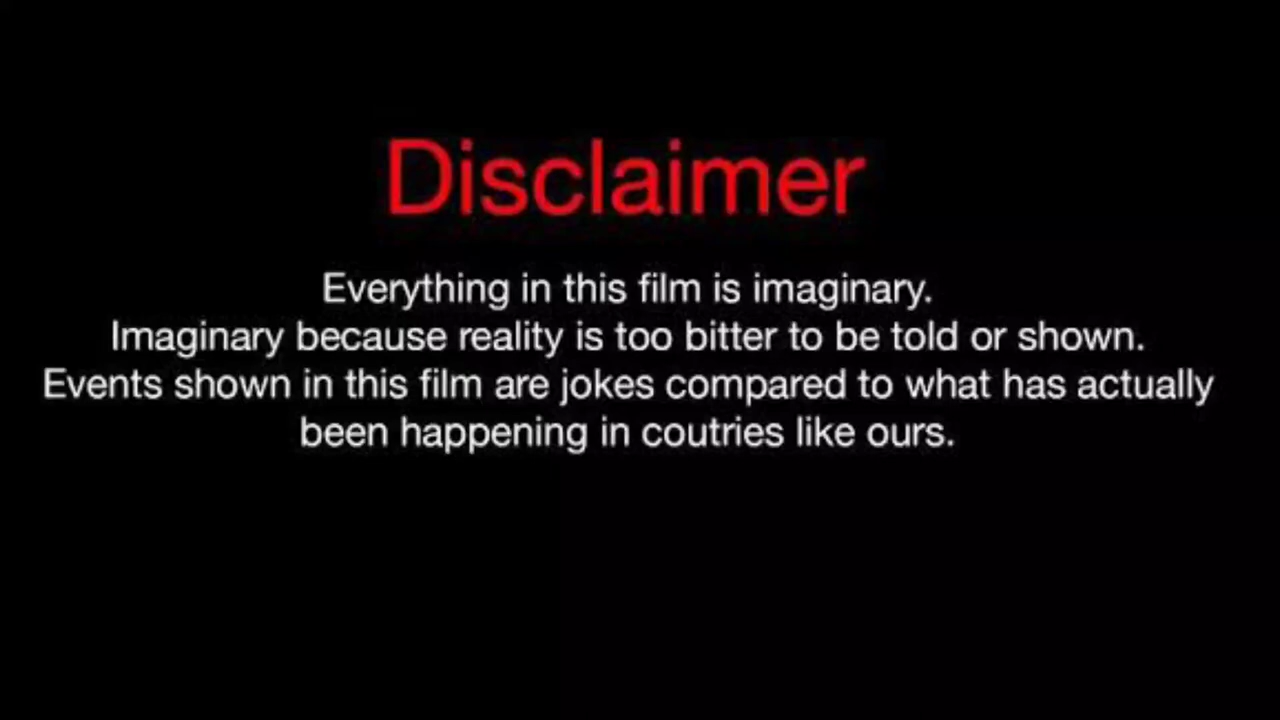 Disclaimer
Everything in this film is imaginary.
Imaginary because reality is too bitter to be told or shown.
Events shown in this film are jokes compared to what has actually
been happening in coutries like ours.